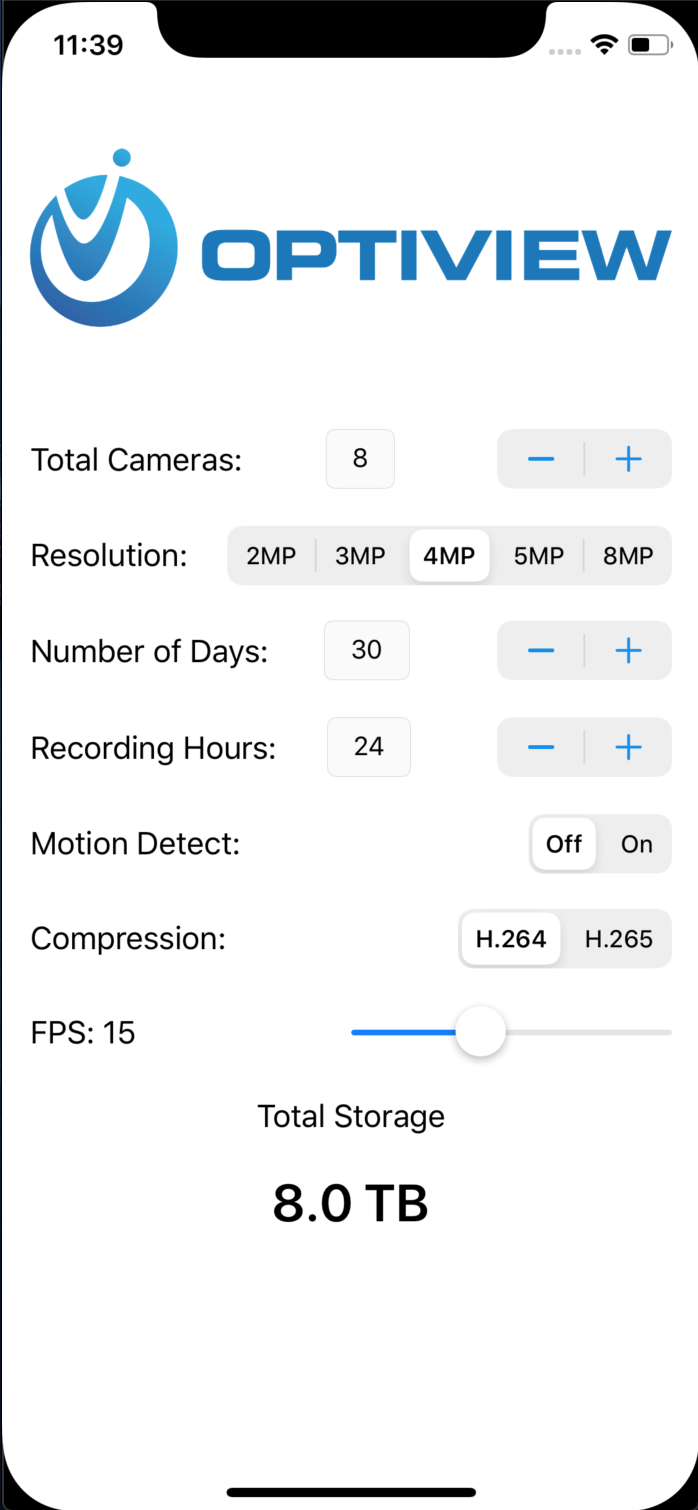 11:39
OPTIVIEW
Total Cameras: 8
Resolution: 2MP 3MP 4MP 5MP 8MP
Number of Days: 30
Recording Hours: 24
Motion Detect: Off On
Compression: H.264 H.265
FPS: 15
Total Storage
8.0 TB